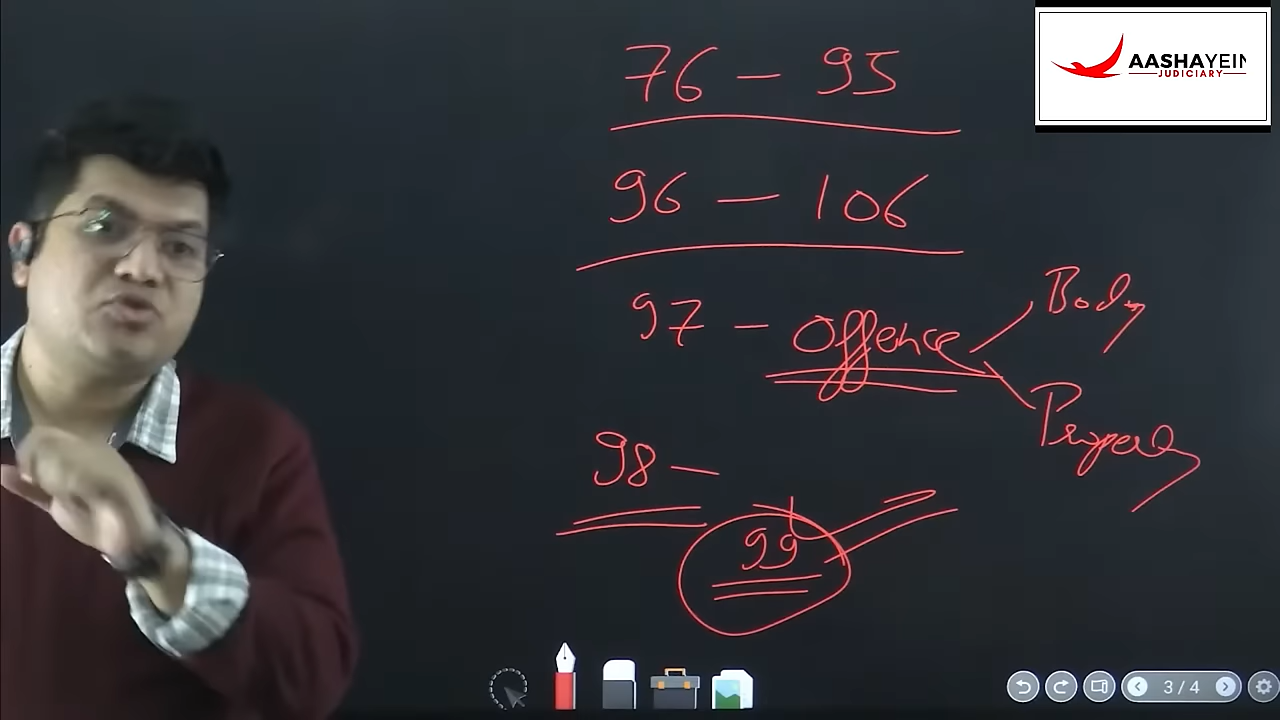 AASHAYEIN
JUDICIARY
76 - 95
96 - 106
97 - Offence
Body
Property
98 -
99
3 / 4